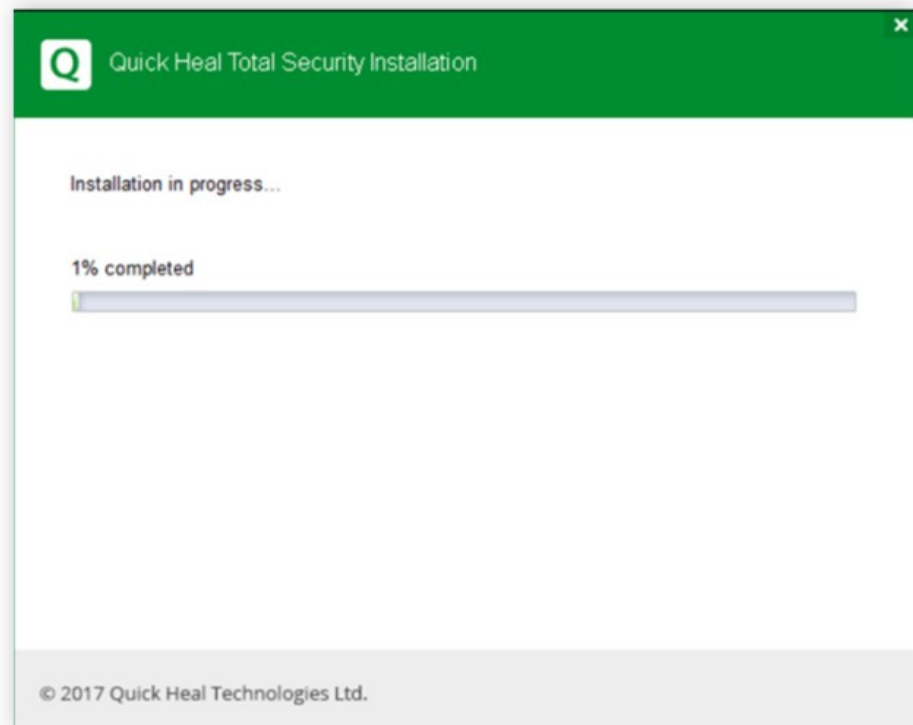 Q
Quick Heal Total Security Installation
Installation in progress...
1% completed
© 2017 Quick Heal Technologies Ltd.